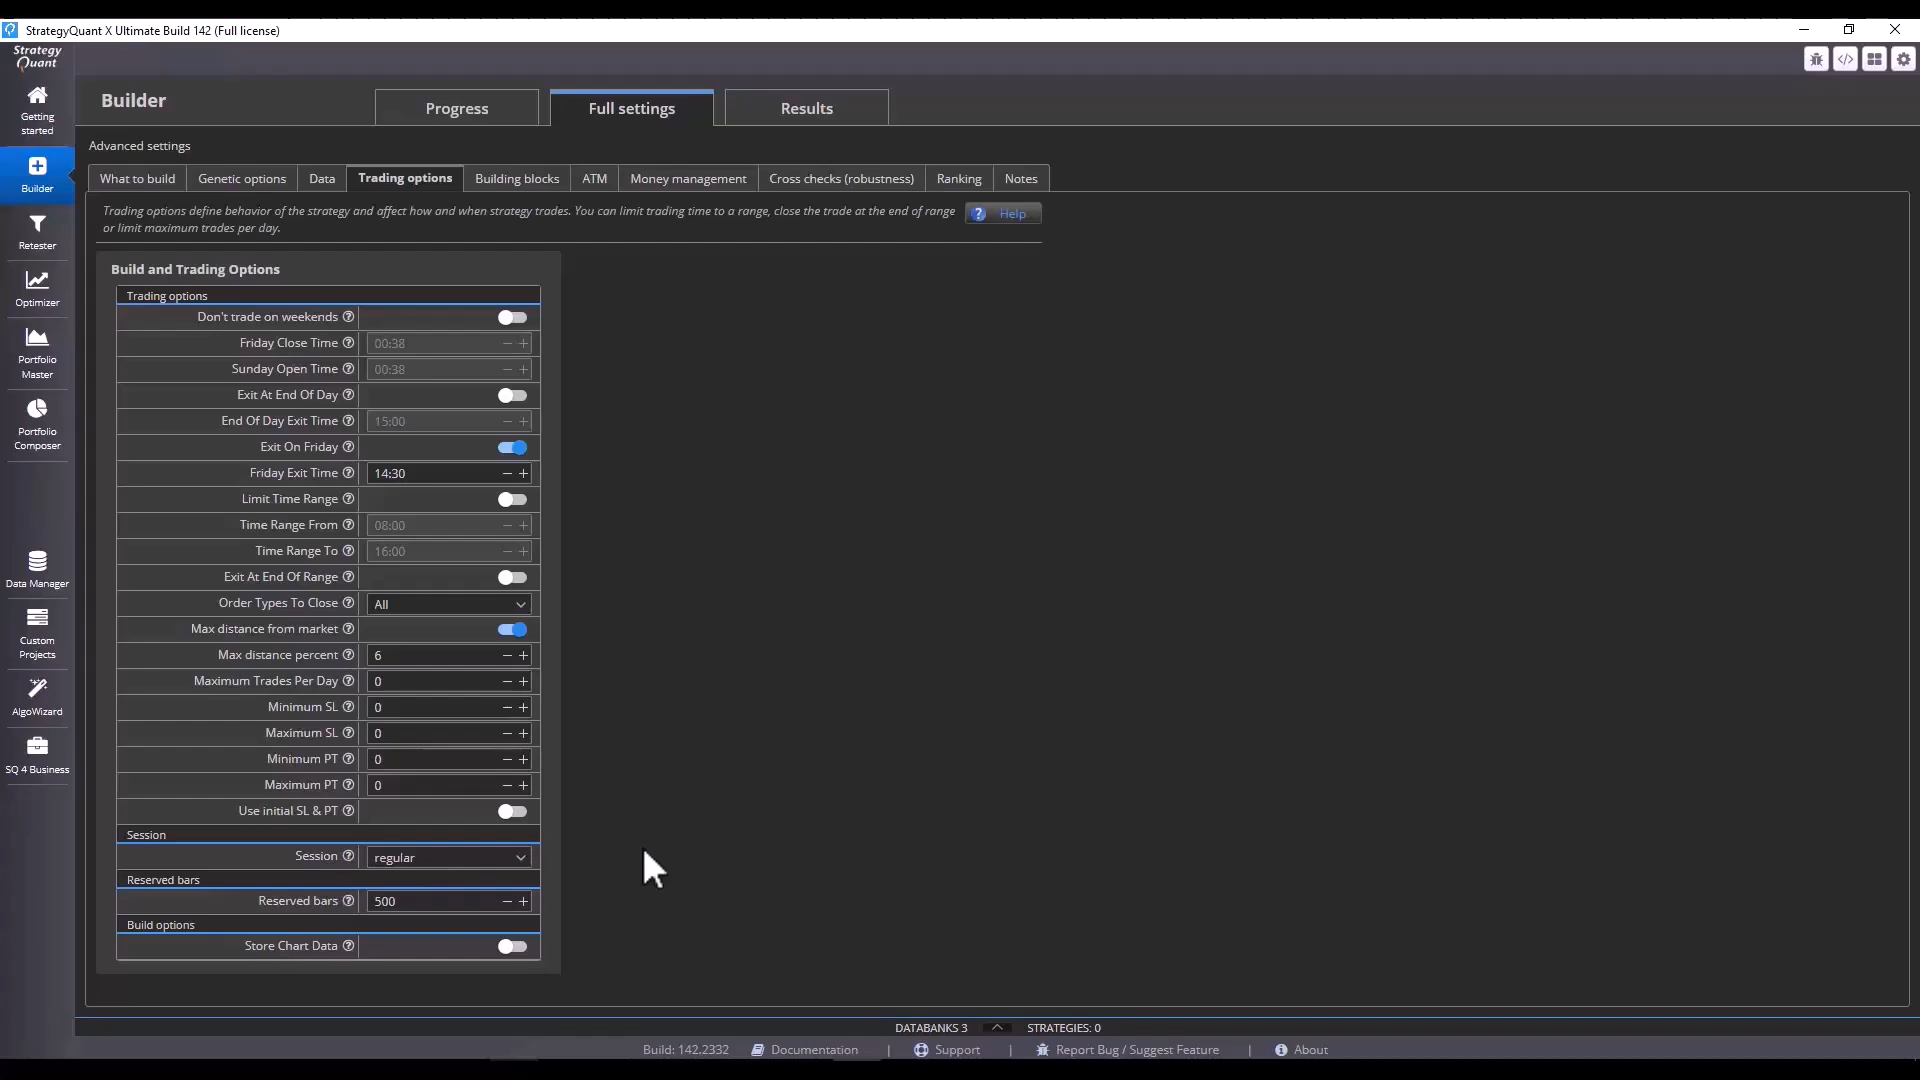 StrategyQuant X Ultimate Build 142 (Full license)
Strategy
Quant
Getting
started
Builder
Retester
Optimizer
Portfolio
Master
Portfolio
Composer
Data Manager
Custom
Projects
AlgoWizard
SQ 4 Business
Builder
Progress
Full settings
Results
Advanced settings
What to build
Genetic options
Data
Trading options
Building blocks
ATM
Money management
Cross checks (robustness)
Ranking
Notes
Trading options define behavior of the strategy and affect how and when strategy trades. You can limit trading time to a range, close the trade at the end of range
or limit maximum trades per day.
? Help
Build and Trading Options
Trading options
Don't trade on weekends ?
Friday Close Time ? 00:38 − +
Sunday Open Time ? 00:38 − +
Exit At End Of Day ?
End Of Day Exit Time ? 15:00 − +
Exit On Friday ?
Friday Exit Time ? 14:30 − +
Limit Time Range ?
Time Range From ? 08:00 − +
Time Range To ? 16:00 − +
Exit At End Of Range ?
Order Types To Close ? All
Max distance from market ?
Max distance percent ? 6 − +
Maximum Trades Per Day ? 0 − +
Minimum SL ? 0 − +
Maximum SL ? 0 − +
Minimum PT ? 0 − +
Maximum PT ? 0 − +
Use initial SL & PT ?
Session
Session ? regular
Reserved bars
Reserved bars ? 500 − +
Build options
Store Chart Data ?
DATABANKS 3
STRATEGIES: 0
Build: 142.2332
Documentation
|
Support
|
Report Bug / Suggest Feature
|
About